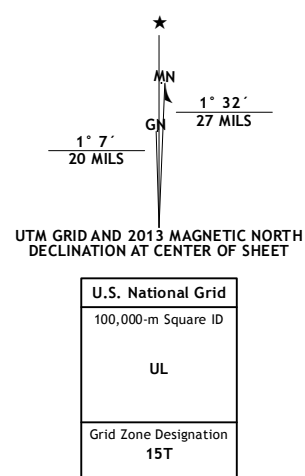 ★
MN
1° 32´
27 MILS
GN
1° 7´
20 MILS
UTM GRID AND 2013 MAGNETIC NORTH
DECLINATION AT CENTER OF SHEET
U.S. National Grid
100,000-m Square ID
UL
Grid Zone Designation
15T